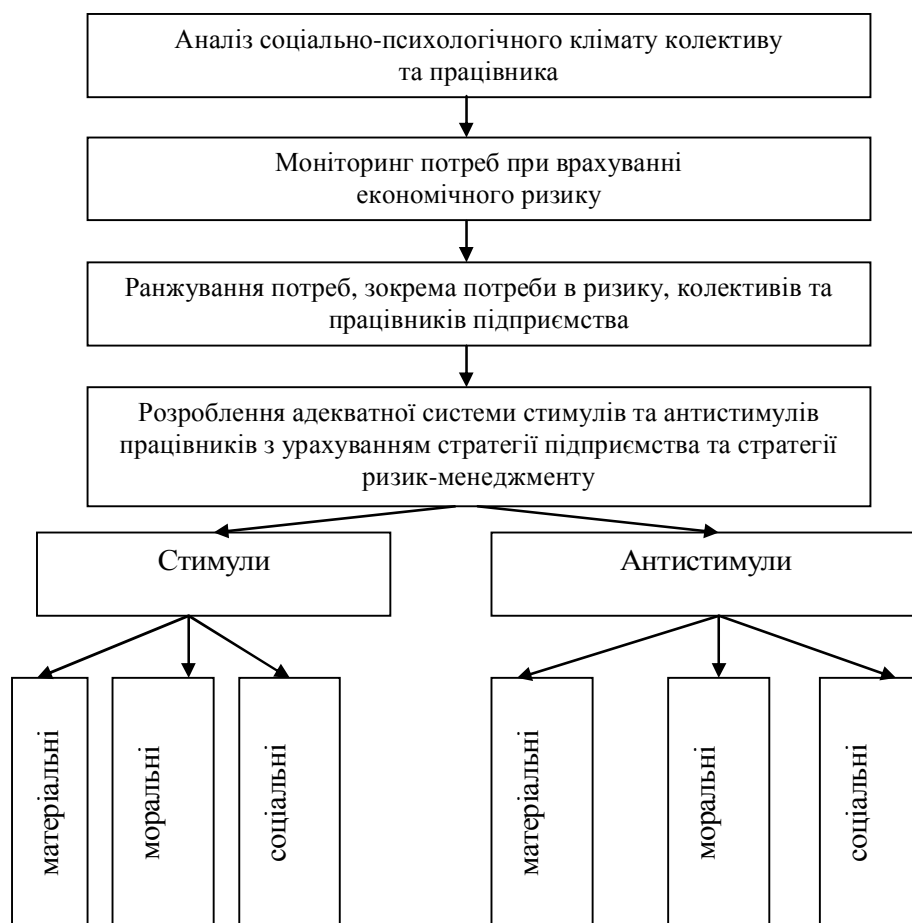 Аналіз соціально-психологічного клімату колективу
та працівника
Моніторинг потреб при врахуванні
економічного ризику
Ранжування потреб, зокрема потреби в ризику, колективів та
працівників підприємства
Розроблення адекватної системи стимулів та антистимулів
працівників з урахуванням стратегії підприємства та стратегії
ризик-менеджменту
Стимули
Антистимули
матеріальні
моральні
соціальні
матеріальні
моральні
соціальні